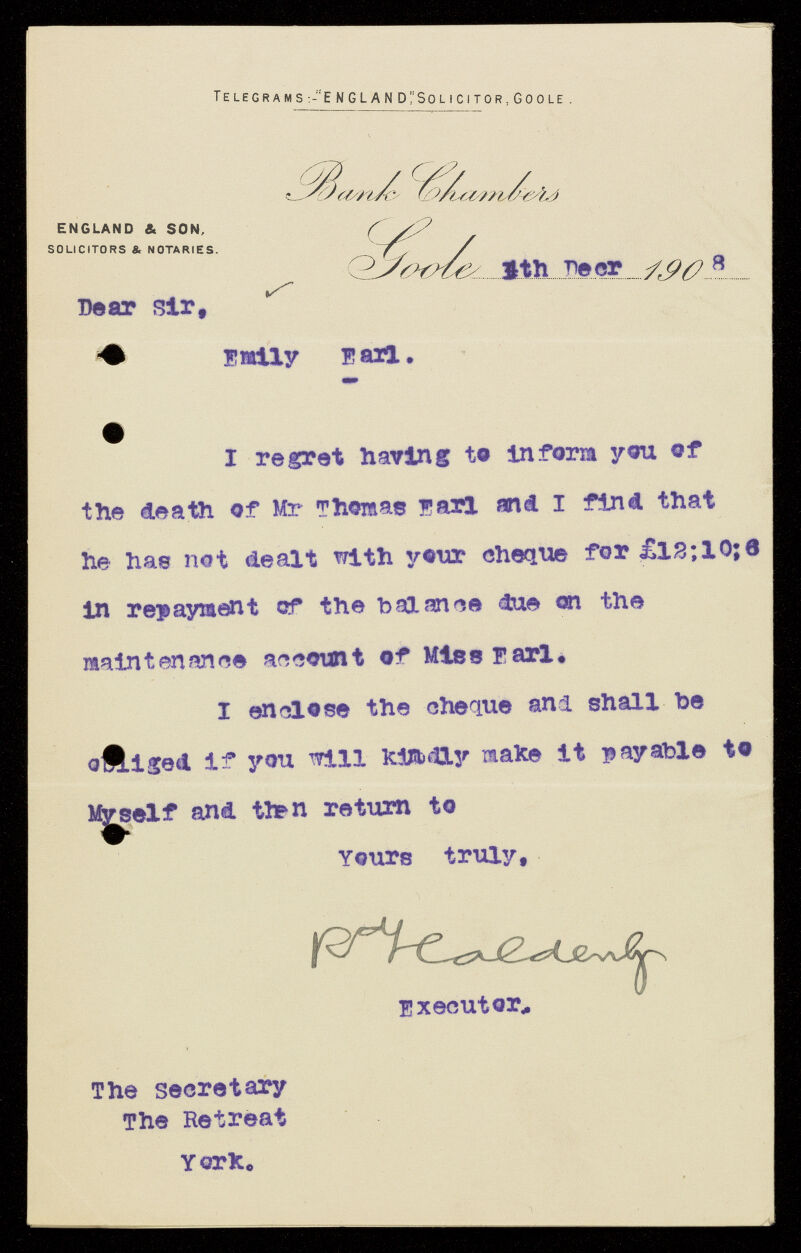 TELEGRAMS:-"ENGLAND," SOLICITOR, GOOLE.
Bank Chambers
ENGLAND & SON,
SOLICITORS & NOTARIES.
Goole 4th Decr 1908
Dear Sir,
Emily Earl.
I regret having to inform you of
the death of Mr Thomas Earl and I find that
he has not dealt with your cheque for £12;10;6
in repayment of the balance due on the
maintenance account of Miss Earl.
I enclose the cheque and shall be
obliged if you will kindly make it payable to
Myself and then return to
Yours truly,
Executor.
The Secretary
The Retreat
York.